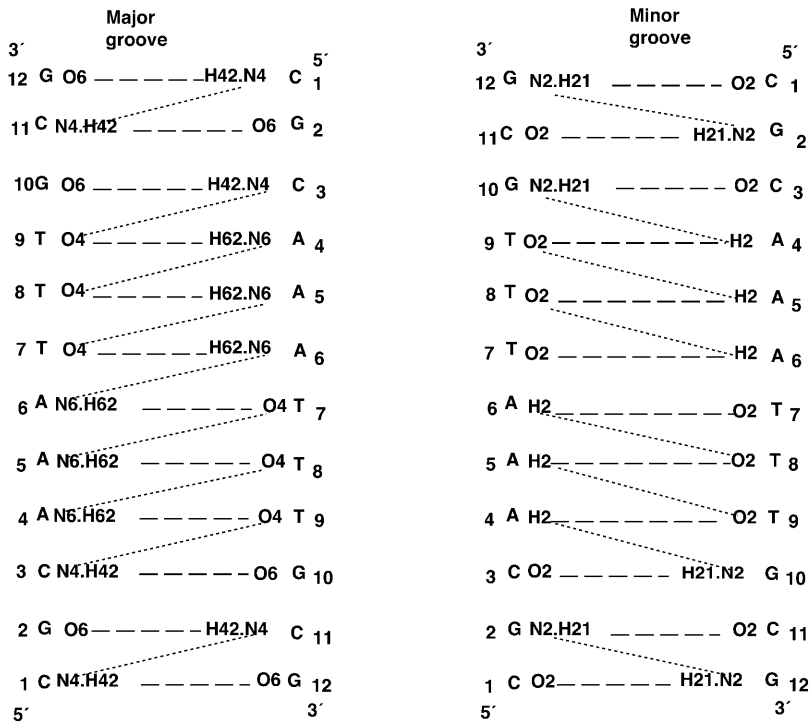 Major
groove
3´
5´
12 G O6 H42.N4 C 1
11 C N4.H42 O6 G 2
10 G O6 H42.N4 C 3
9 T O4 H62.N6 A 4
8 T O4 H62.N6 A 5
7 T O4 H62.N6 A 6
6 A N6.H62 O4 T 7
5 A N6.H62 O4 T 8
4 A N6.H62 O4 T 9
3 C N4.H42 O6 G 10
2 G O6 H42.N4 C 11
1 C N4.H42 O6 G 12
5´
3´
Minor
groove
3´
5´
12 G N2.H21 O2 C 1
11 C O2 H21.N2 G 2
10 G N2.H21 O2 C 3
9 T O2 H2 A 4
8 T O2 H2 A 5
7 T O2 H2 A 6
6 A H2 O2 T 7
5 A H2 O2 T 8
4 A H2 O2 T 9
3 C O2 H21.N2 G 10
2 G N2.H21 O2 C 11
1 C O2 H21.N2 G 12
5´
3´